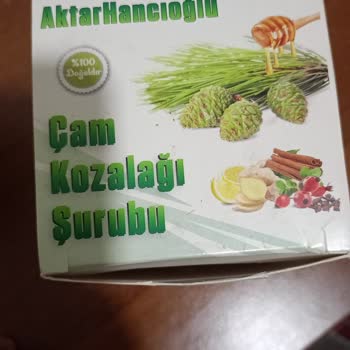 AktarHancıoğlu
%100
Doğaldır
Çam
Kozalağı
Şurubu